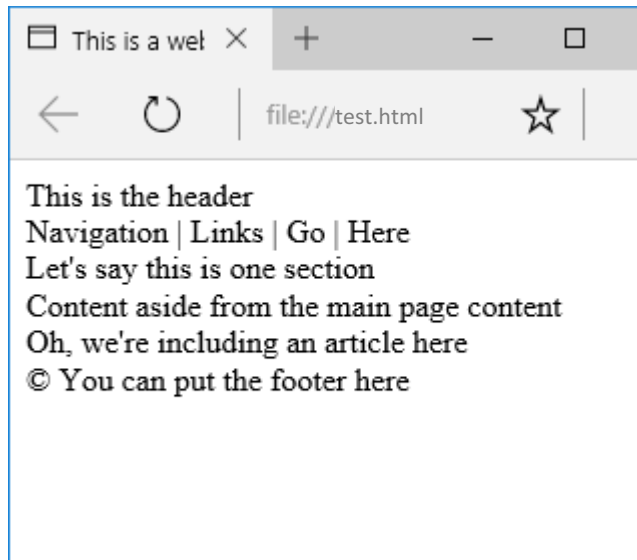 This is a wel
file:///test.html
This is the header
Navigation | Links | Go | Here
Let's say this is one section
Content aside from the main page content
Oh, we're including an article here
© You can put the footer here